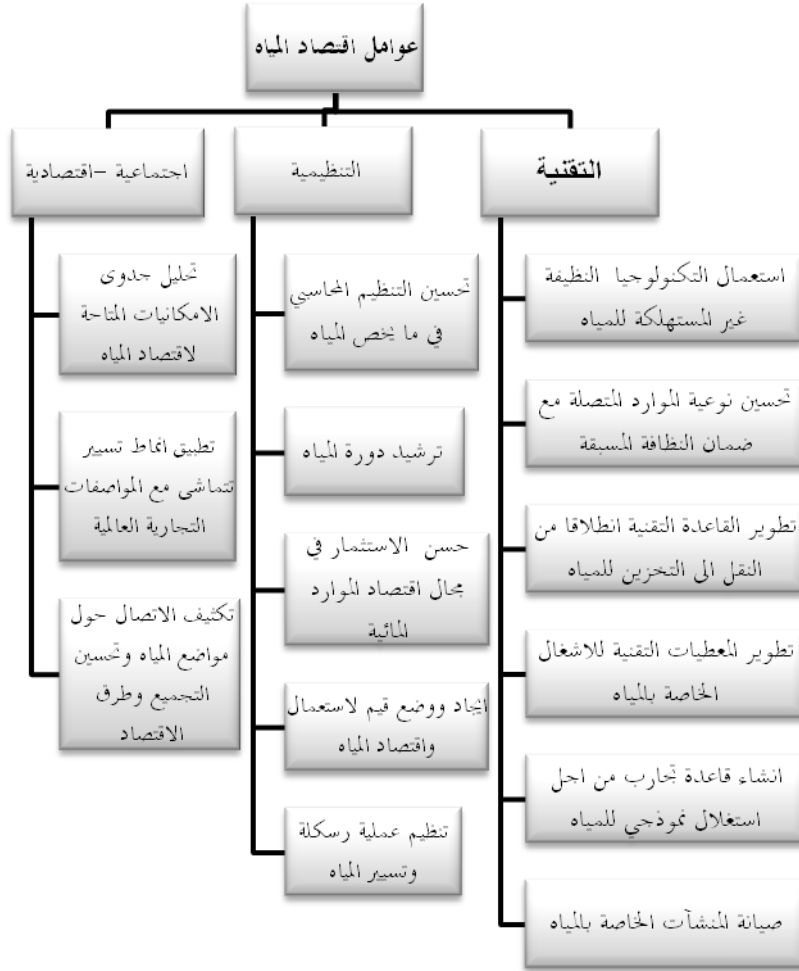 عوامل اقتصاد المياه
التقنية
استعمال التكنولوجيا النظيفة
غير المستهلكة للمياه
تحسين نوعية الموارد المتصلة مع
ضمان النظافة المسبقة
تطوير القاعدة التقنية انطلاقا من
النقل الى التخزين للمياه
تطوير المعطيات التقنية للاشغال
الخاصة بالمياه
انشاء قاعدة تجارب من اجل
استغلال نموذجي للمياه
صيانة المنشآت الخاصة بالمياه
التنظيمية
تحسين التنظيم المحاسبي
في ما يخص المياه
ترشيد دورة المياه
حسن الاستثمار في
مجال اقتصاد الموارد
المائية
ايجاد ووضع قيم لاستعمال
واقتصاد المياه
تنظيم عملية رسكلة
وتسيير المياه
اجتماعية –اقتصادية
تحليل جدوى
الامكانيات المتاحة
لاقتصاد المياه
تطبيق انماط تسيير
تتماشى مع المواصفات
التجارية العالمية
تكثيف الاتصال حول
مواضع المياه وتحسين
التجميع وطرق
الاقتصاد